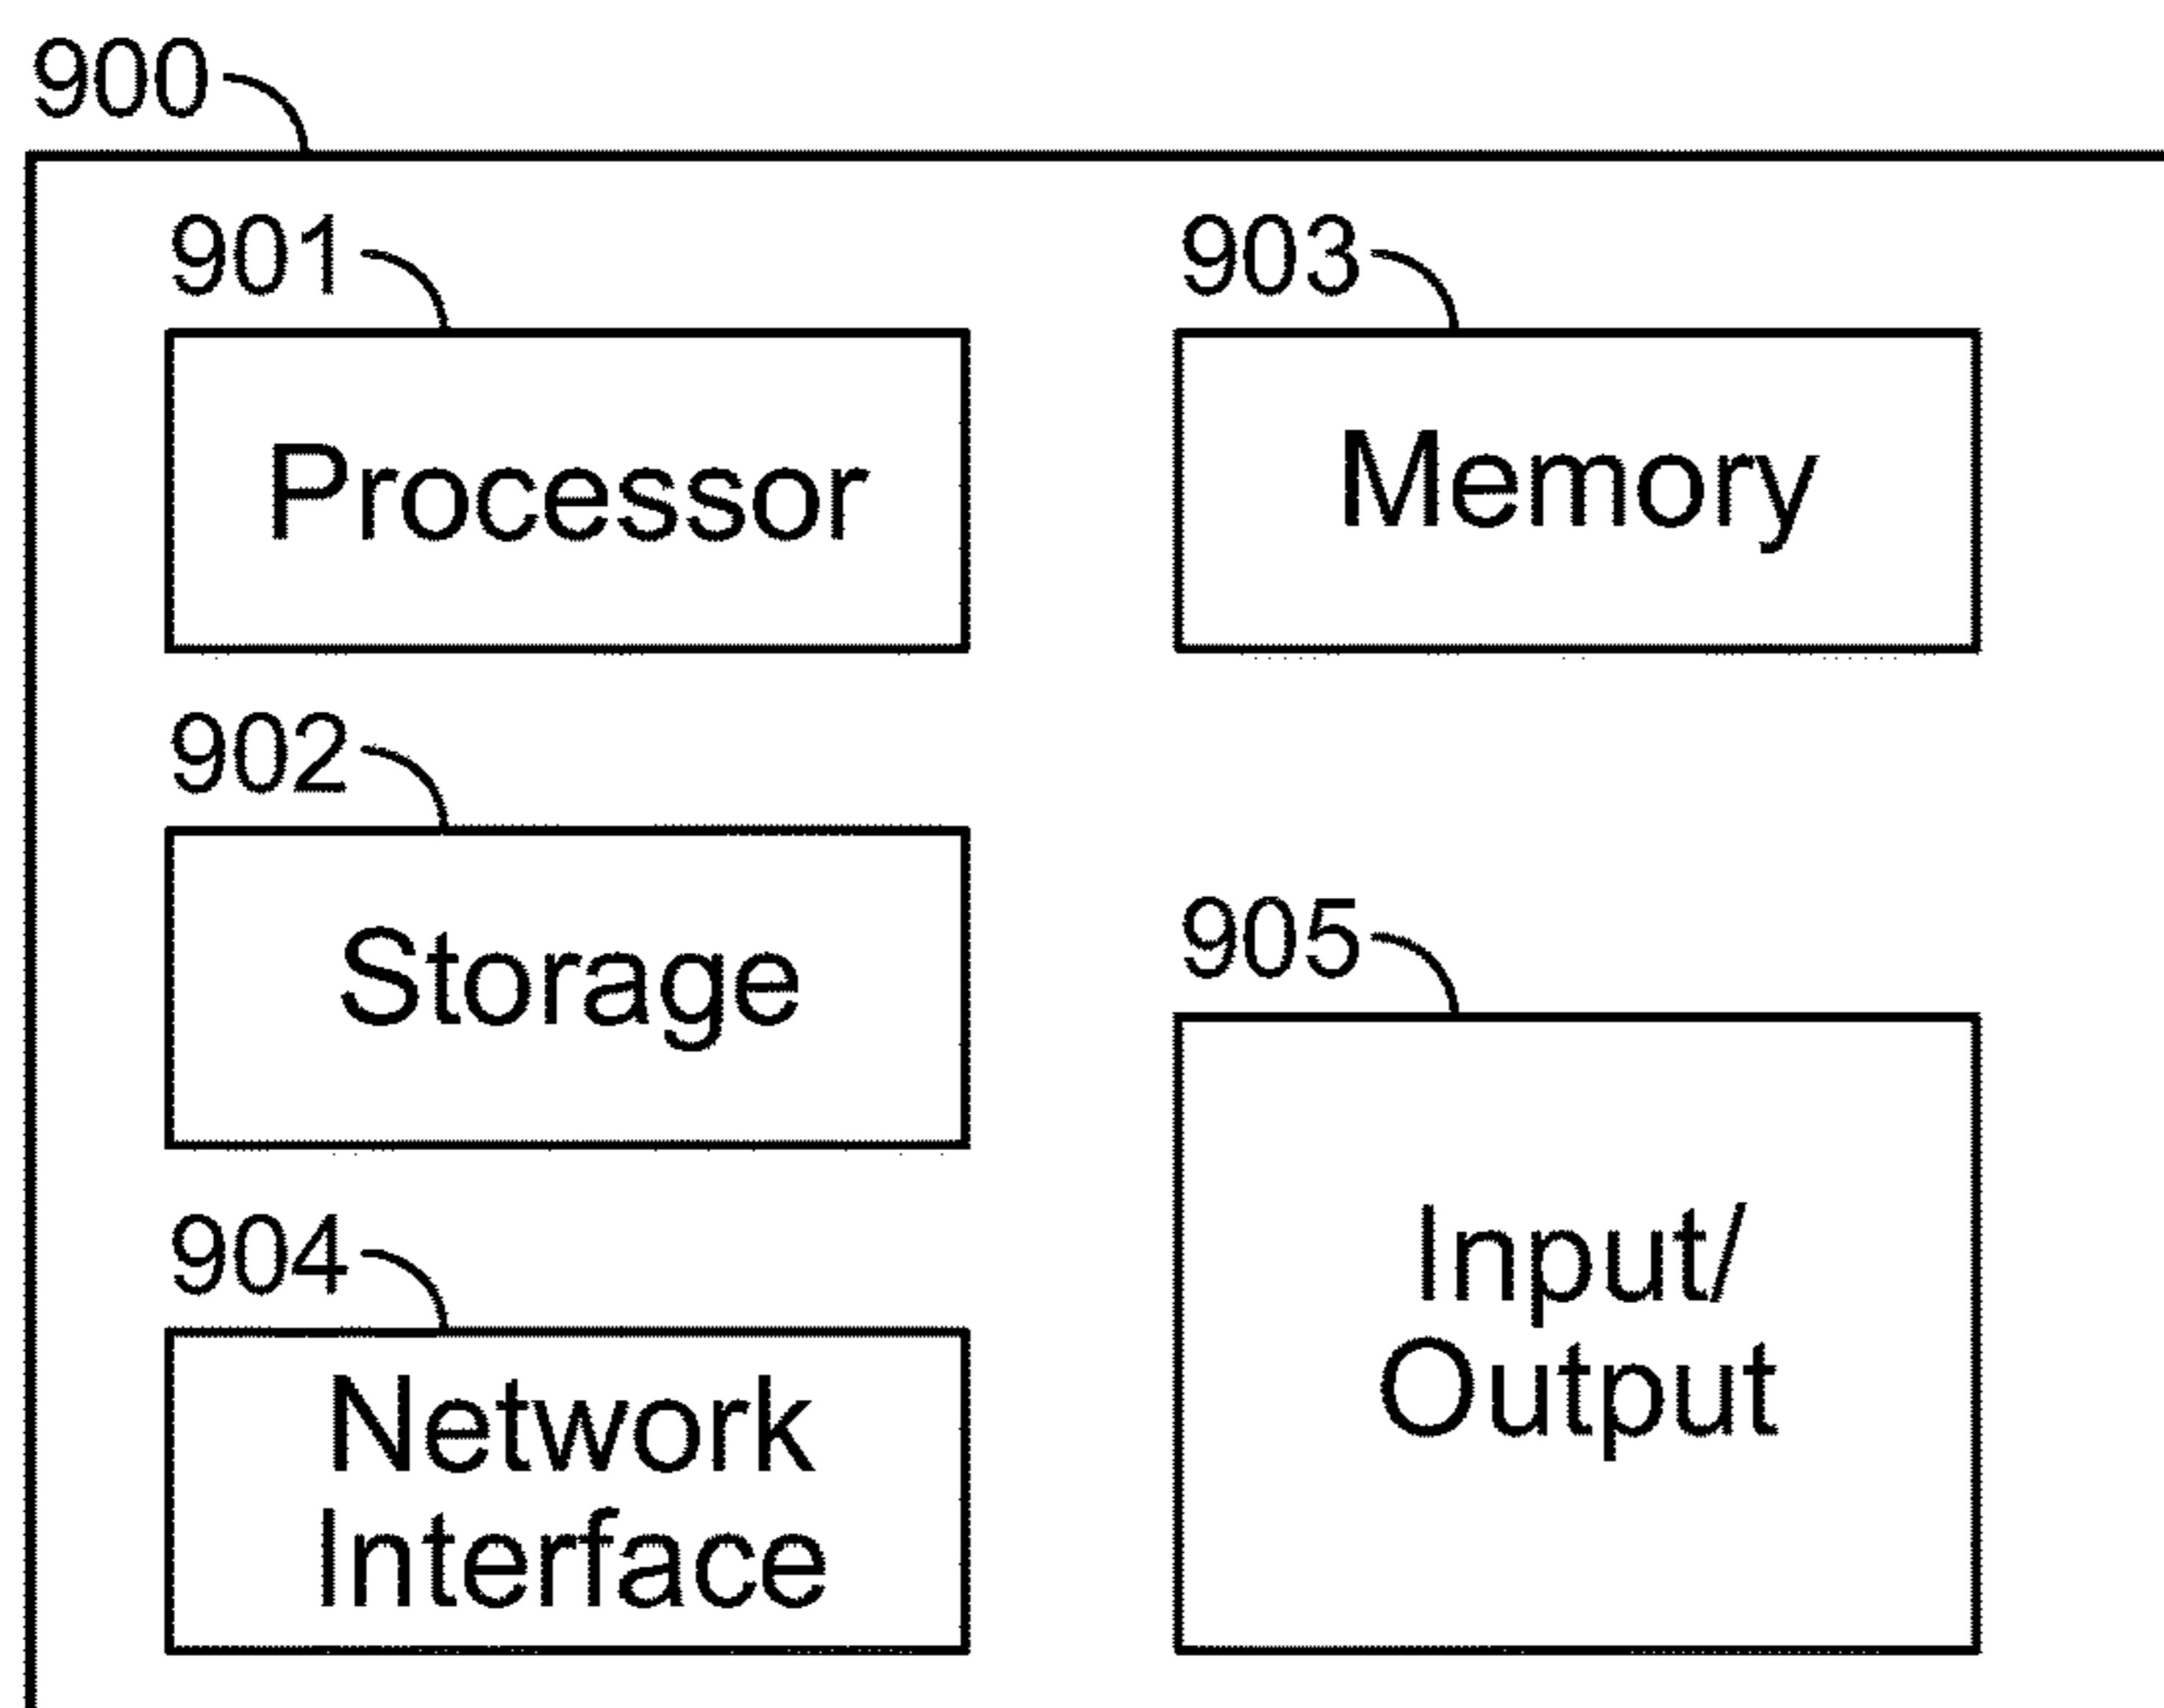 900
901
Processor
903
Memory
902
Storage
905
Input/
Output
904
Network
Interface